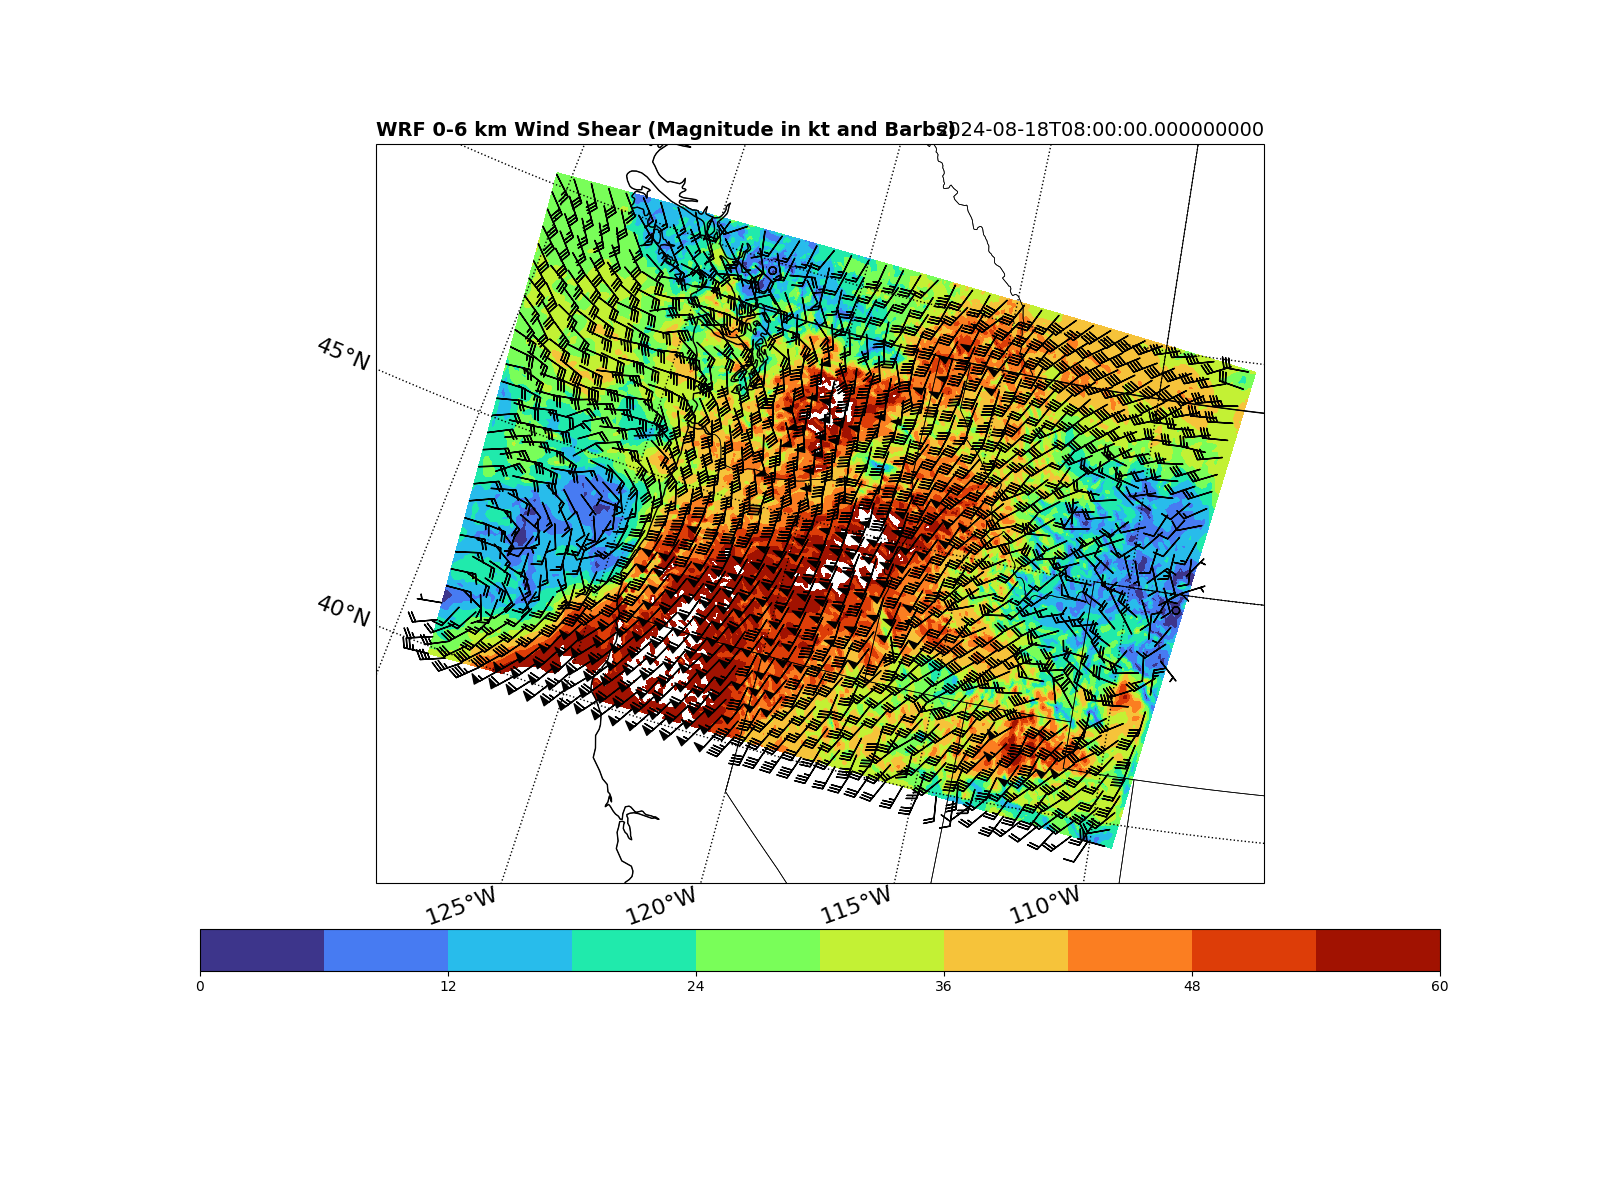 WRF 0-6 km Wind Shear (Magnitude in kt and Barbs)
2024-08-18T08:00:00.000000000
45°N
40°N
125°W 120°W 115°W 110°W
0 12 24 36 48 60